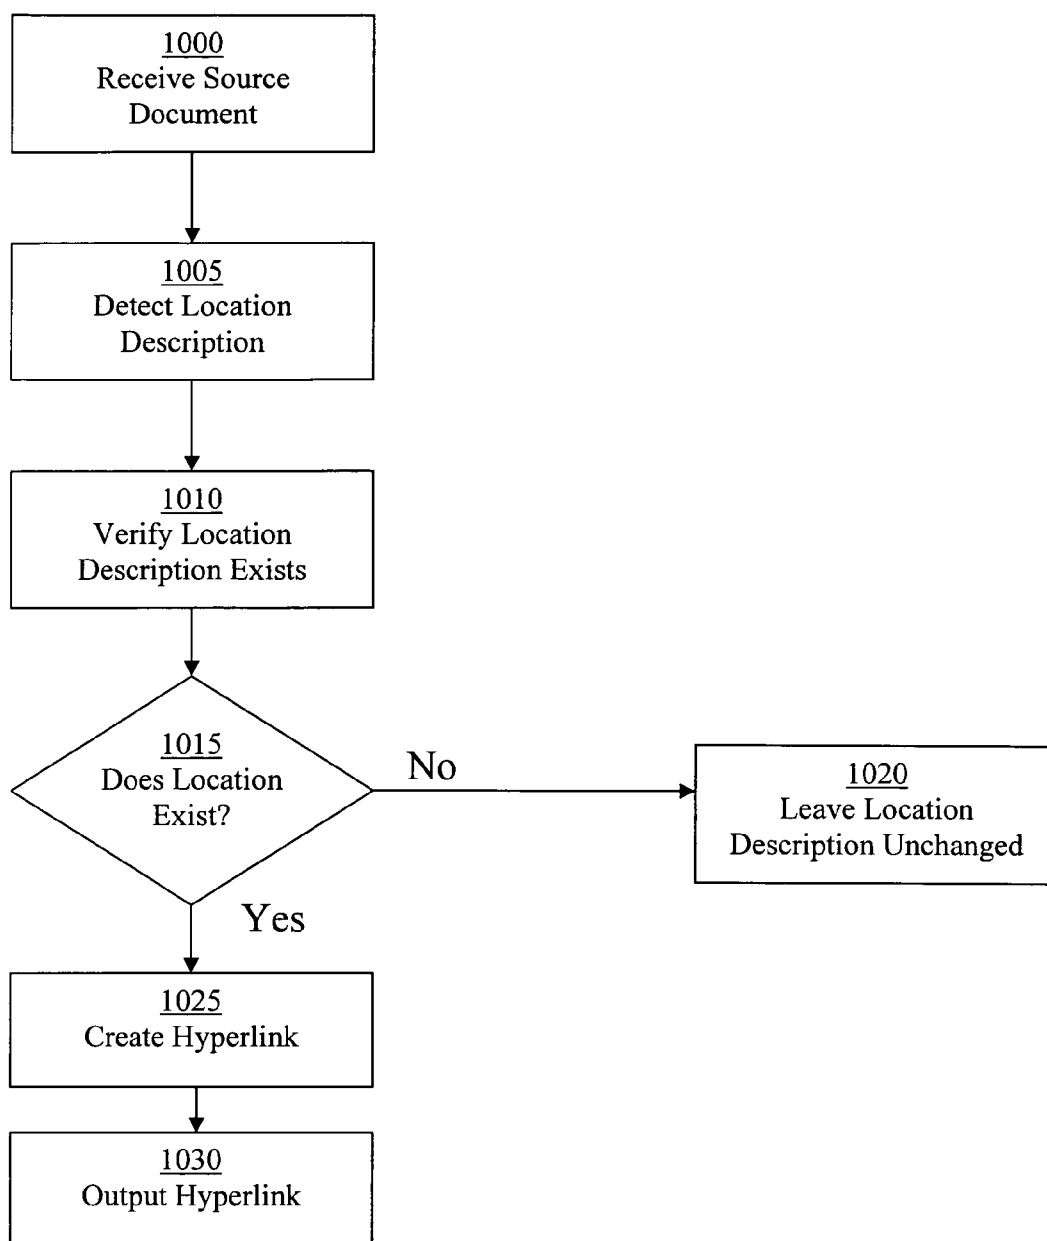 1000
Receive Source
Document
1005
Detect Location
Description
1010
Verify Location
Description Exists
1015
Does Location
Exist?
No
1020
Leave Location
Description Unchanged
Yes
1025
Create Hyperlink
1030
Output Hyperlink